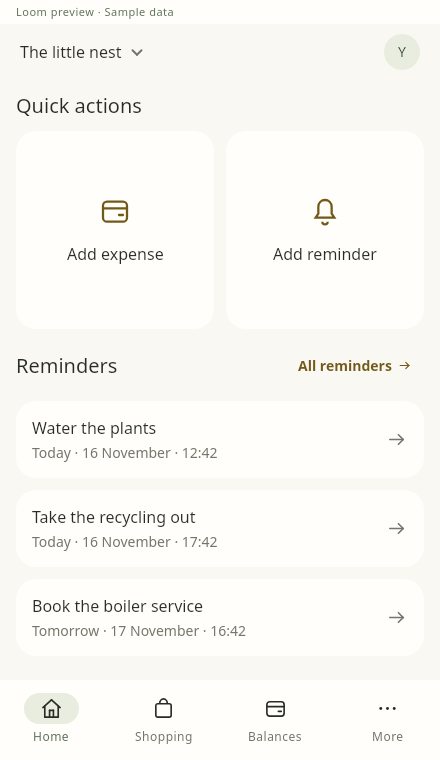 Loom preview · Sample data
The little nest
Y
Quick actions
Add expense
Add reminder
Reminders
All reminders
Water the plants
Today · 16 November · 12:42
Take the recycling out
Today · 16 November · 17:42
Book the boiler service
Tomorrow · 17 November · 16:42
Home
Shopping
Balances
More